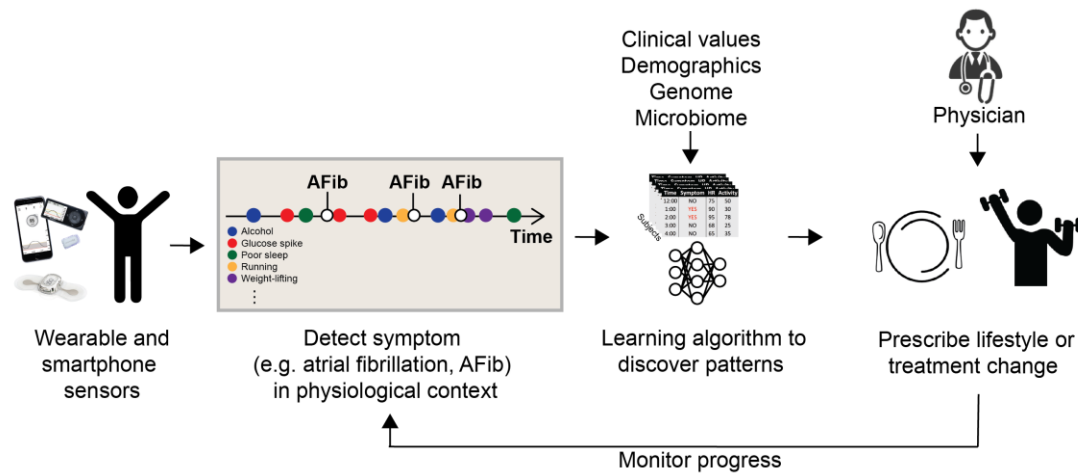 Clinical values
Demographics
Genome
Microbiome
Physician
AFib
AFib
AFib
Time
Alcohol
Glucose spike
Poor sleep
Running
Weight-lifting
Subjects
Time Symptom HR Activity
12:00 NO 75 50
1:00 YES 90 30
2:00 YES 95 78
3:00 NO 68 25
4:00 NO 65 35
Wearable and
smartphone
sensors
Detect symptom
(e.g. atrial fibrillation, AFib)
in physiological context
Learning algorithm to
discover patterns
Prescribe lifestyle or
treatment change
Monitor progress